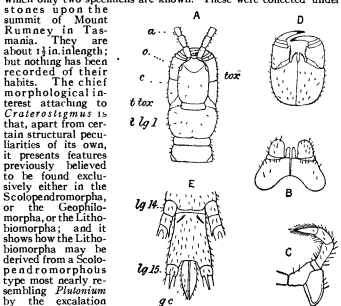 which only two specimens are known. These were collected under
stones upon the
summit of Mount
Rumney in Tas-
mania. They are
about 1½ in.inlength;
but nothing has been
recorded of their
habits. The chief
morphological in-
terest attaching to
Craterostigmus is
that, apart from cer-
tain structural pecu-
liarities of its own,
it presents features
previously believed
to be found exclu-
sively either in the
Scolopendromorpha,
or the Geophilo-
morpha, or the Litho-
biomorpha; and it
shows how the Litho-
biomorpha may be
derived from a Scolo-
pendromorphous
type most nearly re-
sembling Plutonium
by the excalation
A
a
o.
c
tox
t tox
t lg 1
D
B
E
lg 14
lg 15.
g c
C